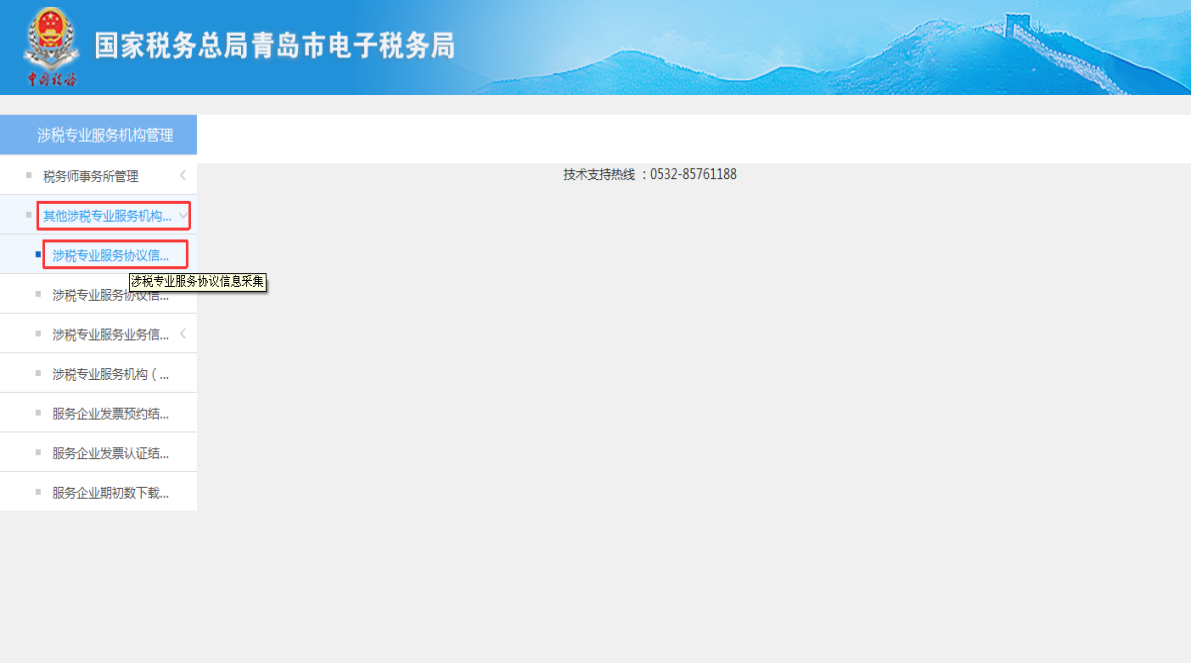 国家税务总局青岛市电子税务局
中国税务
涉税专业服务机构管理
税务师事务所管理
技术支持热线 ：0532-85761188
其他涉税专业服务机构...
涉税专业服务协议信...
涉税专业服务协议信息采集
涉税专业服务协议信...
涉税专业服务业务信...
涉税专业服务机构（...
服务企业发票预约结...
服务企业发票认证结...
服务企业期初数下载...